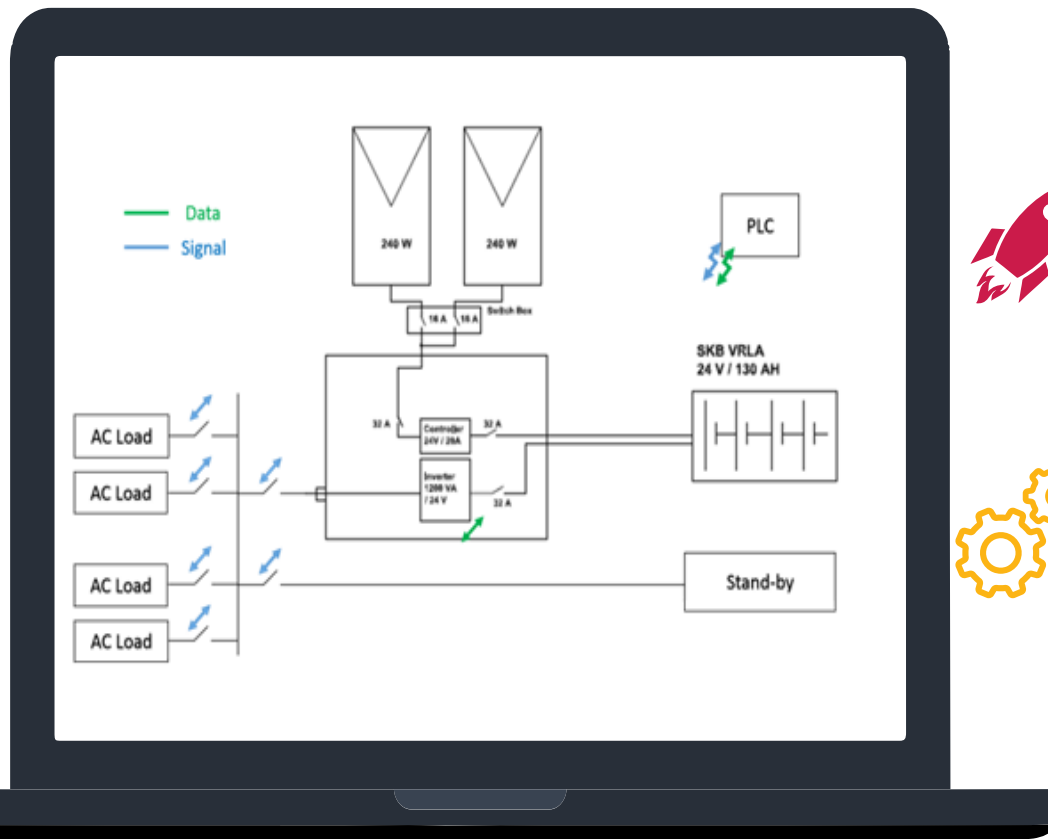 Data
Signal
240 W
240 W
PLC
16 A
16 A
Switch Box
SKB VRLA
24 V / 130 AH
32 A
Controller
24V / 20A
32 A
Inverter
1200 VA
/ 24 V
32 A
AC Load
AC Load
AC Load
AC Load
Stand-by